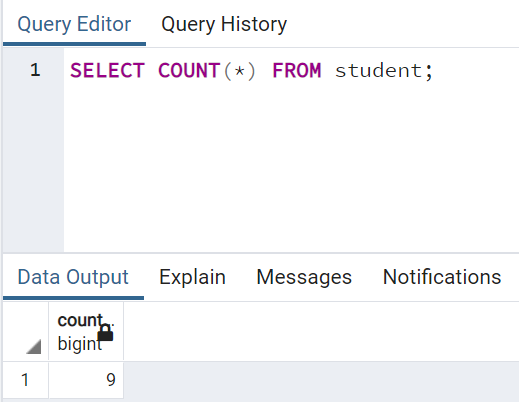 Query Editor Query History
1 SELECT COUNT(*) FROM student;
Data Output Explain Messages Notifications
count
bigint
1 9